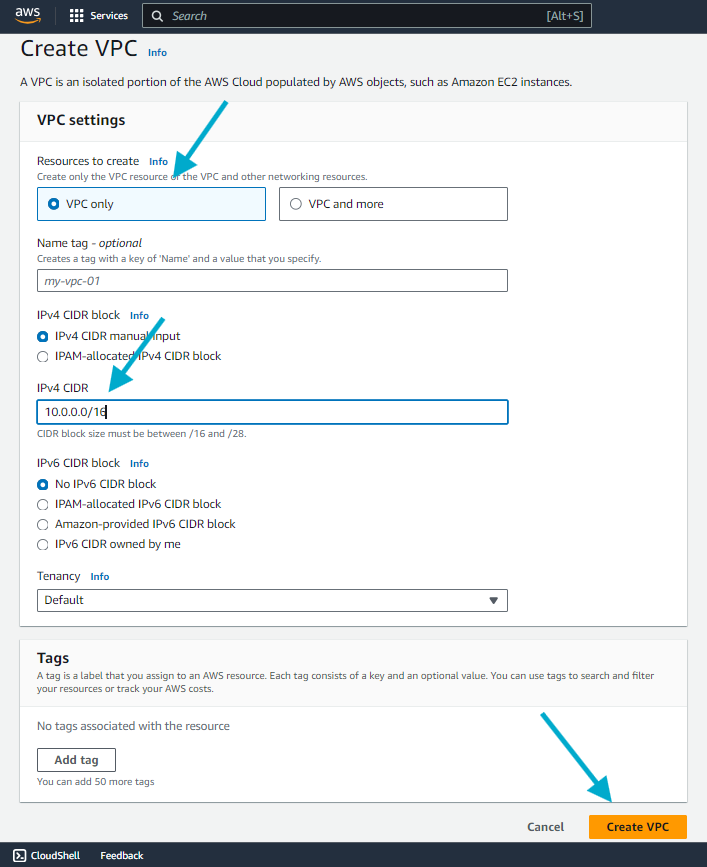 aws
Services
Search
[Alt+S]
Create VPC Info
A VPC is an isolated portion of the AWS Cloud populated by AWS objects, such as Amazon EC2 instances.
VPC settings
Resources to create Info
Create only the VPC resource or the VPC and other networking resources.
VPC only
VPC and more
Name tag - optional
Creates a tag with a key of 'Name' and a value that you specify.
my-vpc-01
IPv4 CIDR block Info
IPv4 CIDR manual input
IPAM-allocated IPv4 CIDR block
IPv4 CIDR
10.0.0.0/16
CIDR block size must be between /16 and /28.
IPv6 CIDR block Info
No IPv6 CIDR block
IPAM-allocated IPv6 CIDR block
Amazon-provided IPv6 CIDR block
IPv6 CIDR owned by me
Tenancy Info
Default
Tags
A tag is a label that you assign to an AWS resource. Each tag consists of a key and an optional value. You can use tags to search and filter
your resources or track your AWS costs.
No tags associated with the resource
Add tag
You can add 50 more tags
Cancel
Create VPC
CloudShell
Feedback